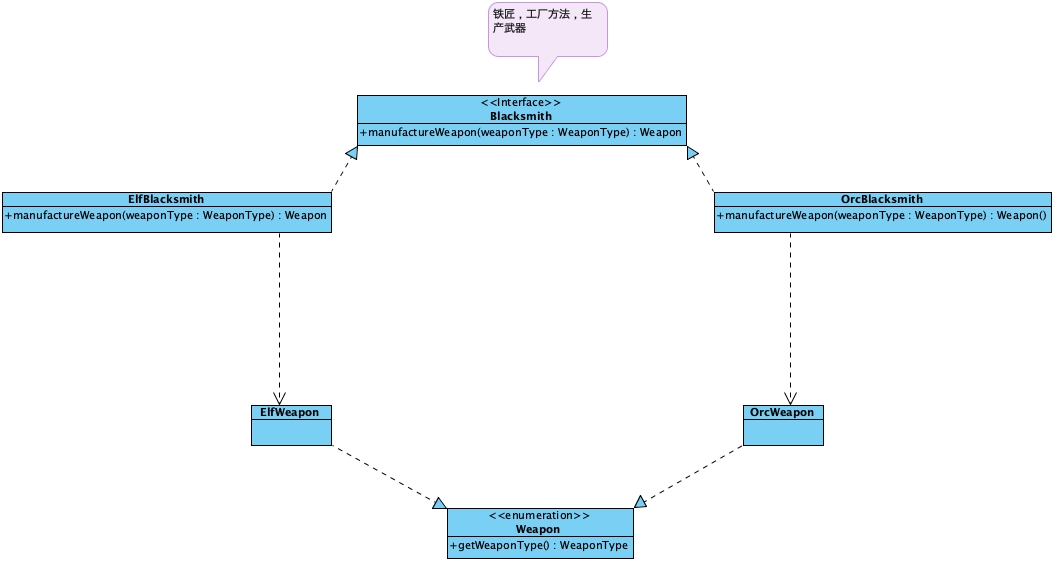 铁匠，工厂方法，生
产武器
<<Interface>>
Blacksmith
+manufactureWeapon(weaponType : WeaponType) : Weapon
ElfBlacksmith
+manufactureWeapon(weaponType : WeaponType) : Weapon
OrcBlacksmith
+manufactureWeapon(weaponType : WeaponType) : Weapon()
ElfWeapon
OrcWeapon
<<enumeration>>
Weapon
+getWeaponType() : WeaponType